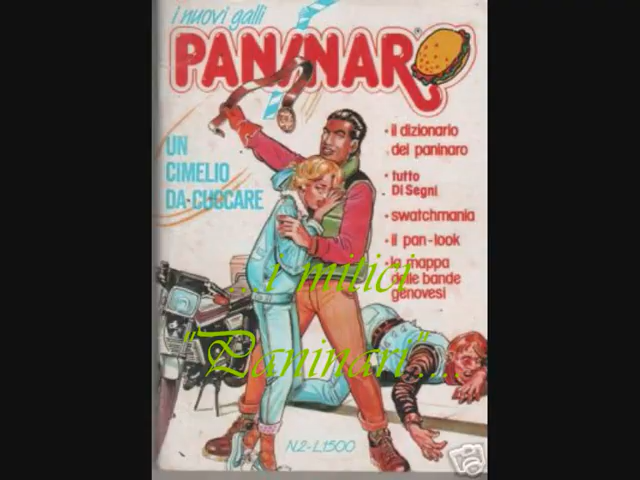 i nuovi galli
PANINARO
UN
CIMELIO
DA CUCCARE
• il dizionario
del paninaro
• tutto
Di Segni
• swatchmania
• il pan-look
• la mappa
delle bande
genovesi
...i mitici
"Paninari"...
N.2-L.1500